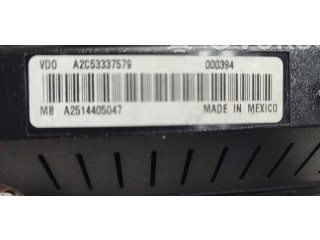 VDO A2C53337579 000394
MB A2514405047 MADE IN MEXICO